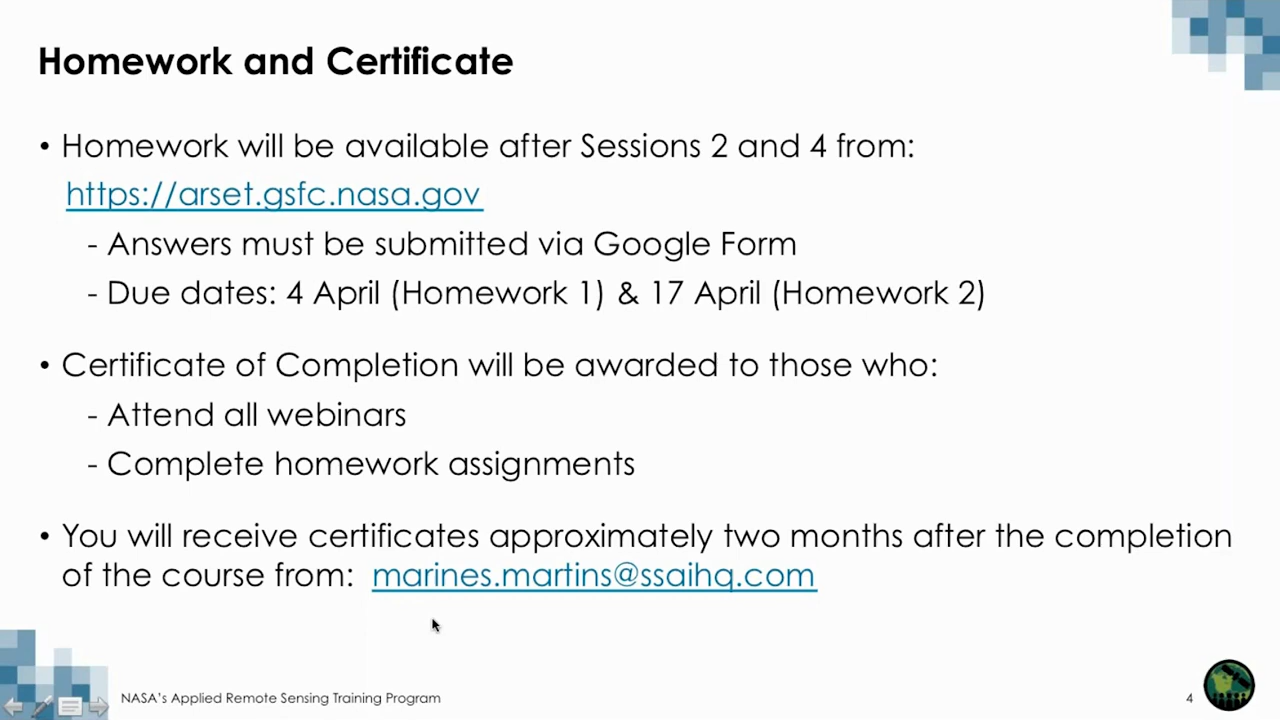 Homework and Certificate
• Homework will be available after Sessions 2 and 4 from:
https://arset.gsfc.nasa.gov
- Answers must be submitted via Google Form
- Due dates: 4 April (Homework 1) & 17 April (Homework 2)
• Certificate of Completion will be awarded to those who:
- Attend all webinars
- Complete homework assignments
• You will receive certificates approximately two months after the completion
of the course from: marines.martins@ssaihq.com
NASA's Applied Remote Sensing Training Program
4